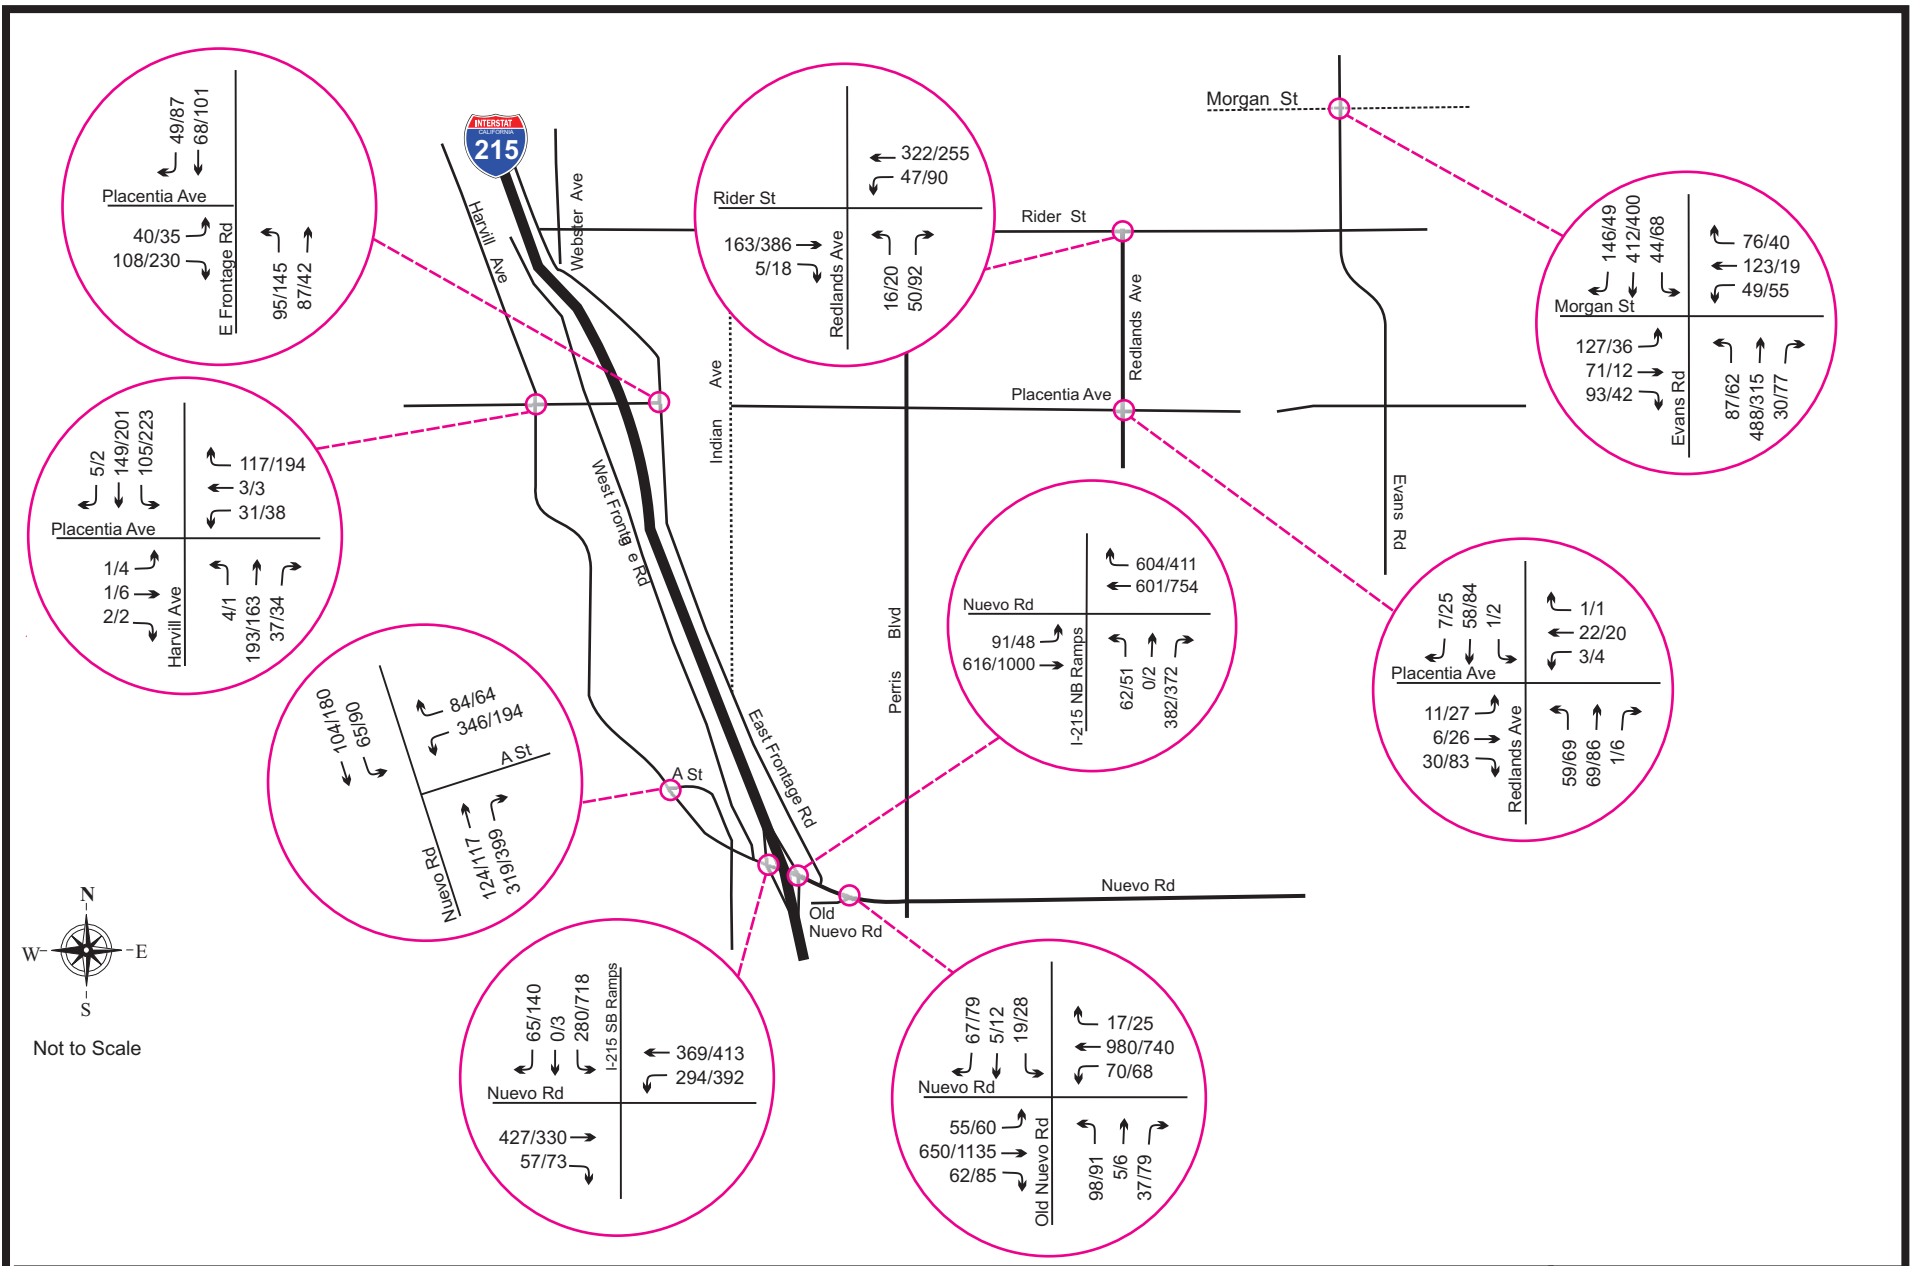 49/87
68/101
Placentia Ave
40/35
108/230
E Frontage Rd
95/145
87/42
INTERSTAT
CALIFORNIA
215
Harvill Ave
Webster Ave
322/255
47/90
Rider St
163/386
5/18
Redlands Ave
16/20
50/92
Rider St
Redlands Ave
Morgan St
146/49
412/400
44/68
76/40
123/19
49/55
Morgan St
127/36
71/12
93/42
Evans Rd
87/62
488/315
30/77
Indian Ave
Placentia Ave
5/2
149/201
105/223
117/194
3/3
31/38
Placentia Ave
1/4
1/6
2/2
Harvill Ave
4/1
193/163
37/34
West Frontg e Rd
Evans Rd
604/411
601/754
Nuevo Rd
91/48
616/1000
I-215 NB Ramps
62/51
0/2
382/372
Perris Blvd
7/25
58/84
1/2
1/1
22/20
3/4
Placentia Ave
11/27
6/26
30/83
Redlands Ave
59/69
69/86
1/6
104/180
65/90
84/64
346/194
A St
Nuevo Rd
124/117
319/399
A St
East Frontage Rd
Nuevo Rd
Old
Nuevo Rd
N
W
E
S
Not to Scale
65/140
0/3
280/718
I-215 SB Ramps
369/413
294/392
Nuevo Rd
427/330
57/73
67/79
5/12
19/28
17/25
980/740
70/68
Nuevo Rd
55/60
650/1135
62/85
Old Nuevo Rd
98/91
5/6
37/79